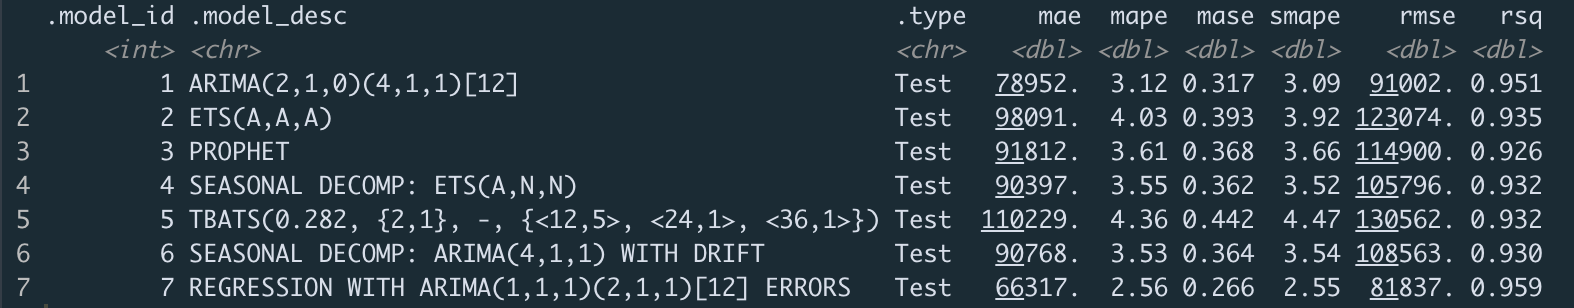 .model_id .model_desc .type mae mape mase smape rmse rsq
<int> <chr> <chr> <dbl> <dbl> <dbl> <dbl> <dbl> <dbl>
1 1 ARIMA(2,1,0)(4,1,1)[12] Test 78952. 3.12 0.317 3.09 91002. 0.951
2 2 ETS(A,A,A) Test 98091. 4.03 0.393 3.92 123074. 0.935
3 3 PROPHET Test 91812. 3.61 0.368 3.66 114900. 0.926
4 4 SEASONAL DECOMP: ETS(A,N,N) Test 90397. 3.55 0.362 3.52 105796. 0.932
5 5 TBATS(0.282, {2,1}, -, {<12,5>, <24,1>, <36,1>}) Test 110229. 4.36 0.442 4.47 130562. 0.932
6 6 SEASONAL DECOMP: ARIMA(4,1,1) WITH DRIFT Test 90768. 3.53 0.364 3.54 108563. 0.930
7 7 REGRESSION WITH ARIMA(1,1,1)(2,1,1)[12] ERRORS Test 66317. 2.56 0.266 2.55 81837. 0.959